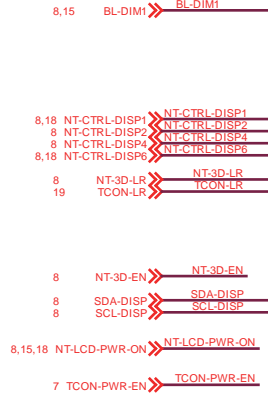 8,15 BL-DIM1 BL-DIM1
8,18 NT-CTRL-DISP1 NT-CTRL-DISP1
8 NT-CTRL-DISP2 NT-CTRL-DISP2
8 NT-CTRL-DISP4 NT-CTRL-DISP4
8,18 NT-CTRL-DISP6 NT-CTRL-DISP6
8 NT-3D-LR NT-3D-LR
19 TCON-LR TCON-LR
8 NT-3D-EN NT-3D-EN
8 SDA-DISP SDA-DISP
8 SCL-DISP SCL-DISP
8,15,18 NT-LCD-PWR-ON NT-LCD-PWR-ON
7 TCON-PWR-EN TCON-PWR-EN